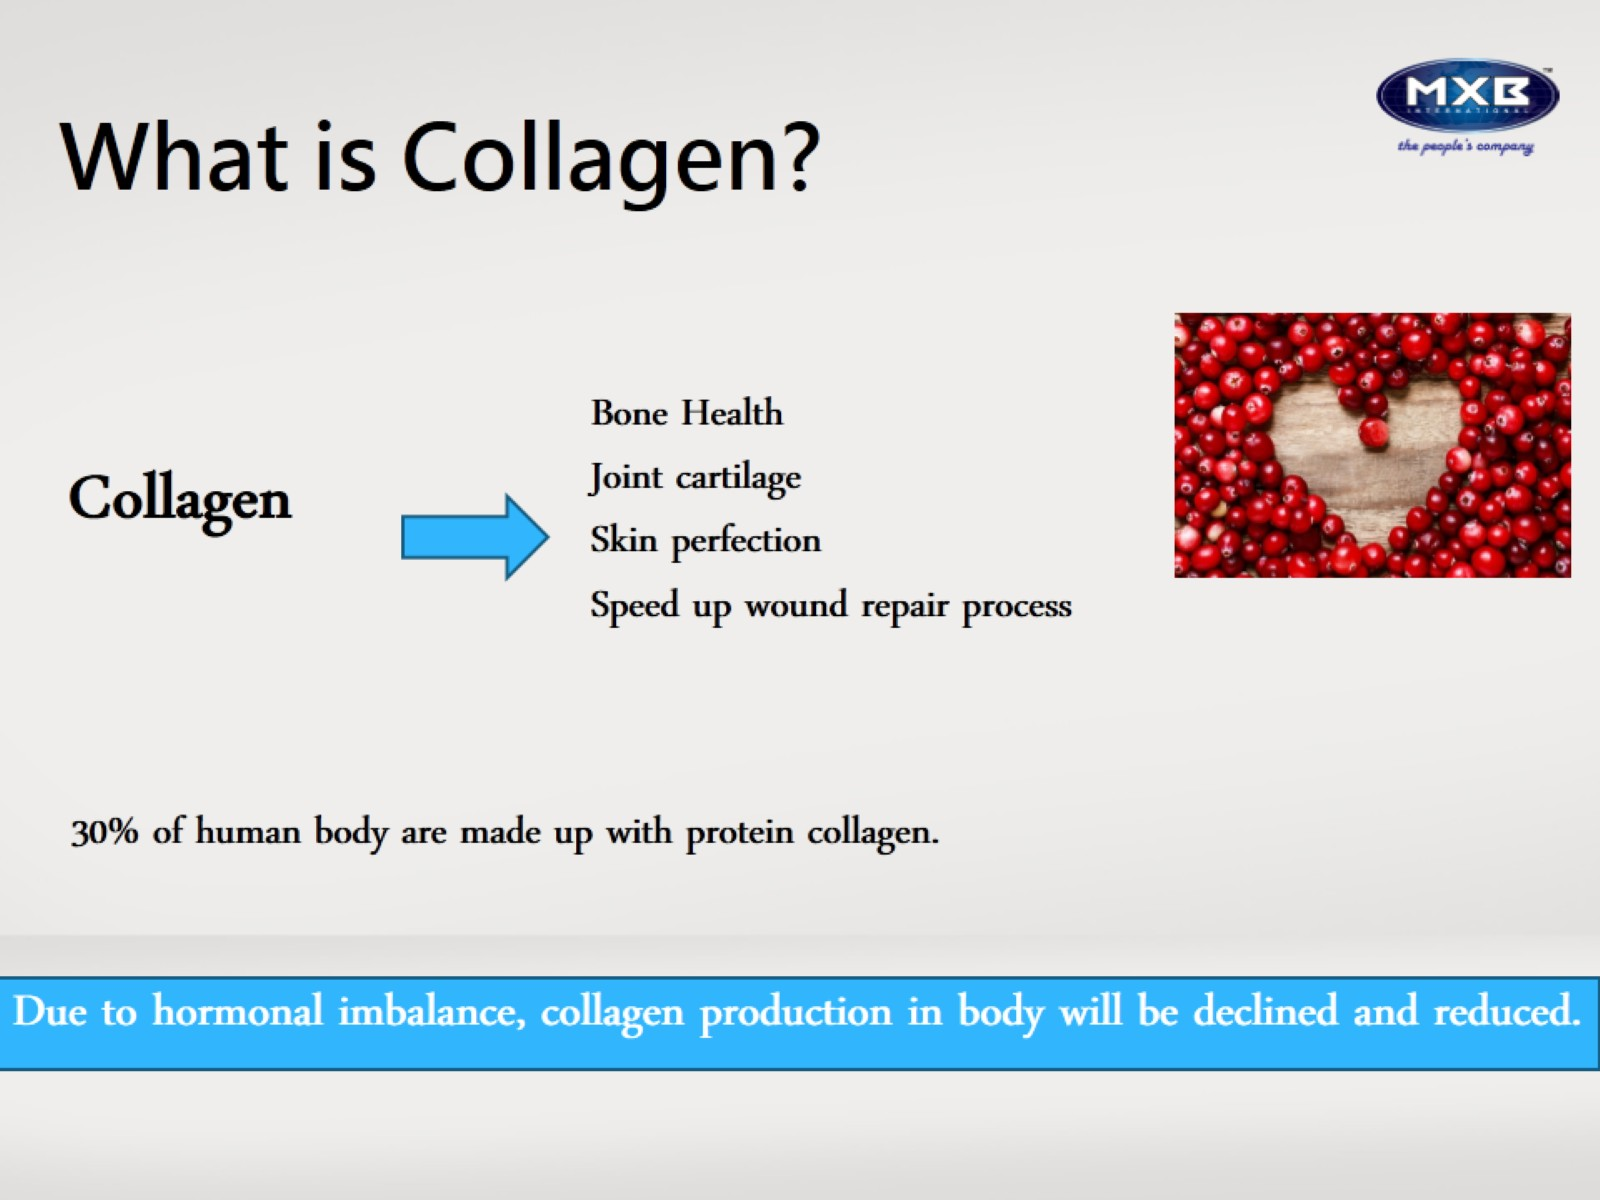 MXB
INTERNATIONAL
TM
the people's company
What is Collagen?
Collagen
Bone Health
Joint cartilage
Skin perfection
Speed up wound repair process
30% of human body are made up with protein collagen.
Due to hormonal imbalance, collagen production in body will be declined and reduced.